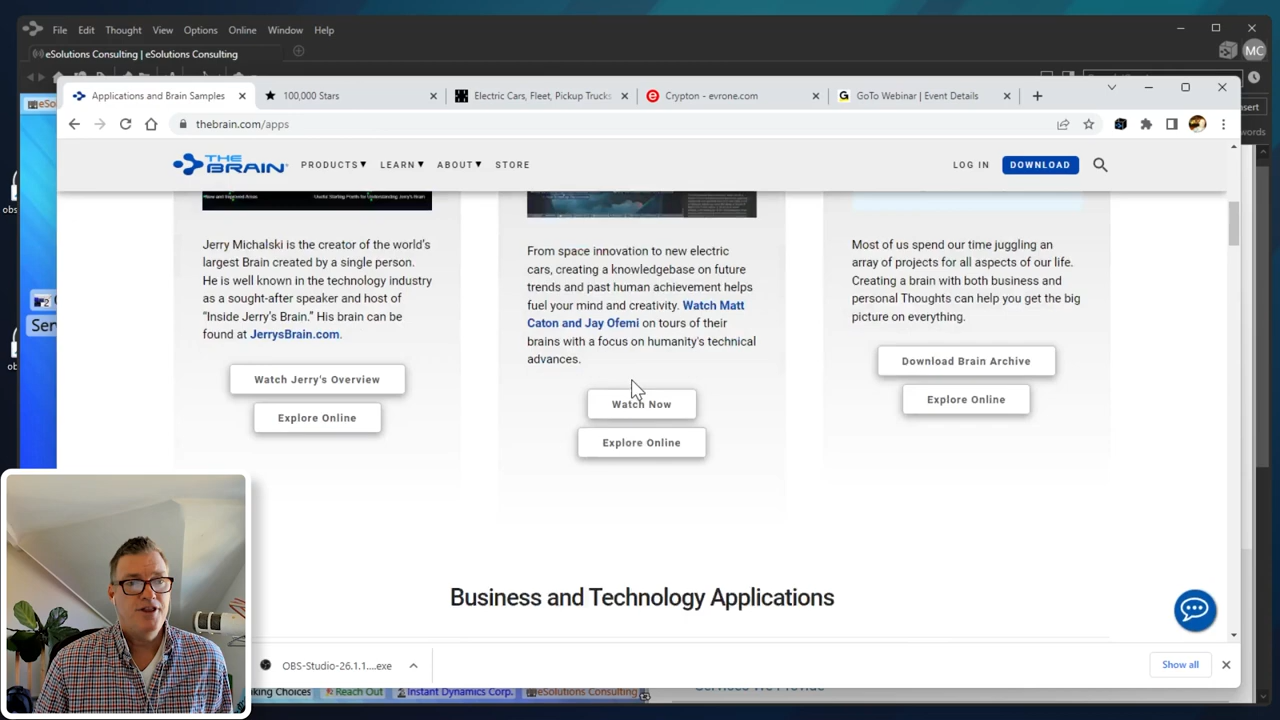 File Edit Thought View Options Online Window Help
MC
eSolutions Consulting | eSolutions Consulting
Applications and Brain Samples
100,000 Stars
Electric Cars, Fleet, Pickup Trucks
Crypton - evrone.com
GoTo Webinar | Event Details
thebrain.com/apps
THE BRAIN
PRODUCTS▼ LEARN▼ ABOUT▼ STORE
LOG IN DOWNLOAD
Jerry Michalski is the creator of the world's
largest Brain created by a single person.
He is well known in the technology industry
as a sought-after speaker and host of
"Inside Jerry's Brain." His brain can be
found at JerrysBrain.com.
Watch Jerry's Overview
Explore Online
From space innovation to new electric
cars, creating a knowledgebase on future
trends and past human achievement helps
fuel your mind and creativity. Watch Matt
Caton and Jay Ofemi on tours of their
brains with a focus on humanity's technical
advances.
Watch Now
Explore Online
Most of us spend our time juggling an
array of projects for all aspects of our life.
Creating a brain with both business and
personal Thoughts can help you get the big
picture on everything.
Download Brain Archive
Explore Online
Business and Technology Applications
OBS-Studio-26.1.1....exe
Show all
Reach Out
Instant Dynamics Corp.
eSolutions Consulting